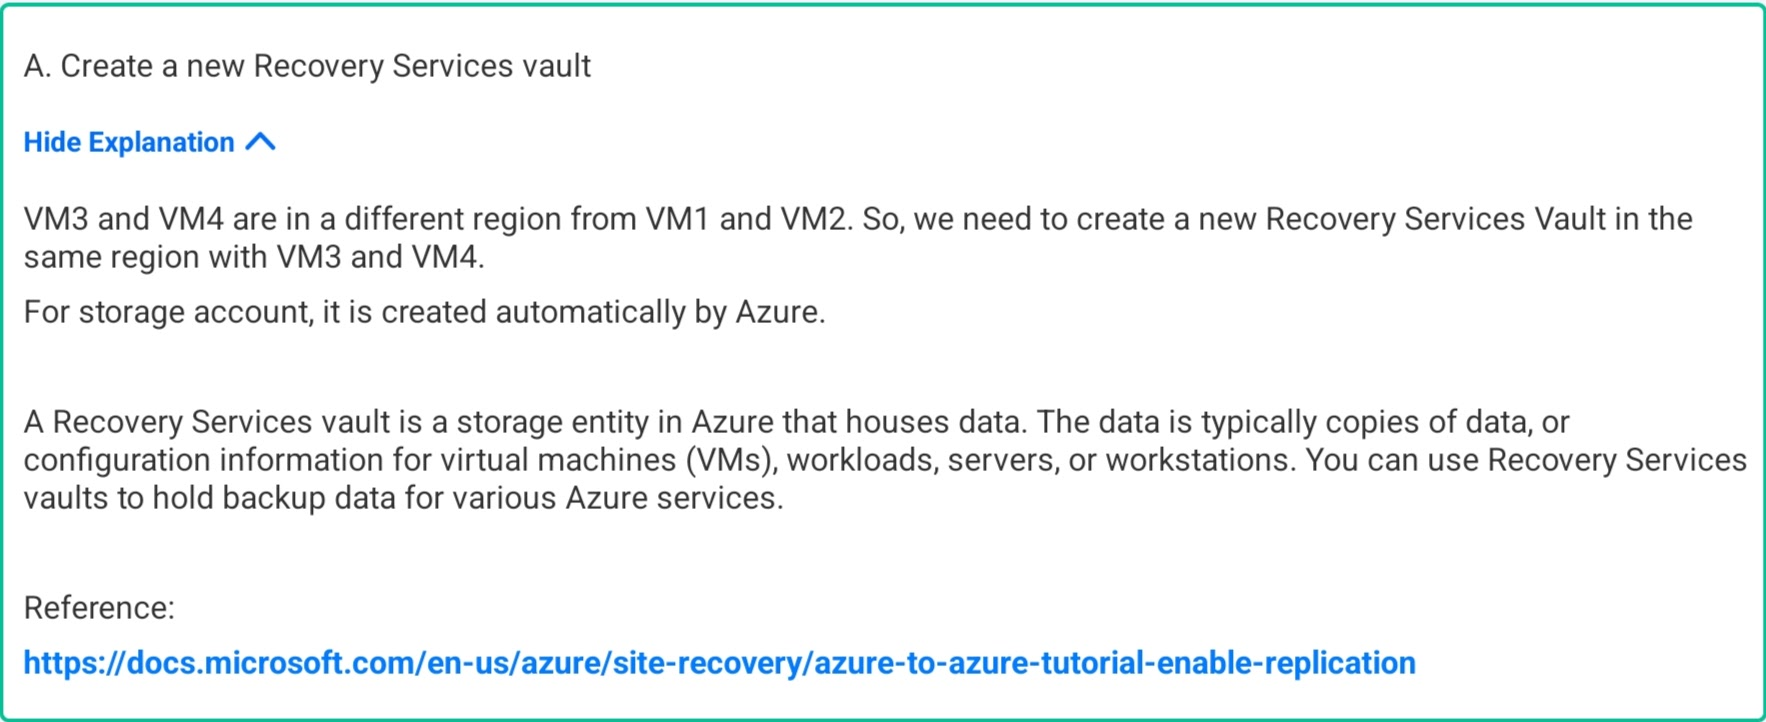 A. Create a new Recovery Services vault
Hide Explanation
VM3 and VM4 are in a different region from VM1 and VM2. So, we need to create a new Recovery Services Vault in the
same region with VM3 and VM4.
For storage account, it is created automatically by Azure.
A Recovery Services vault is a storage entity in Azure that houses data. The data is typically copies of data, or
configuration information for virtual machines (VMs), workloads, servers, or workstations. You can use Recovery Services
vaults to hold backup data for various Azure services.
Reference:
https://docs.microsoft.com/en-us/azure/site-recovery/azure-to-azure-tutorial-enable-replication